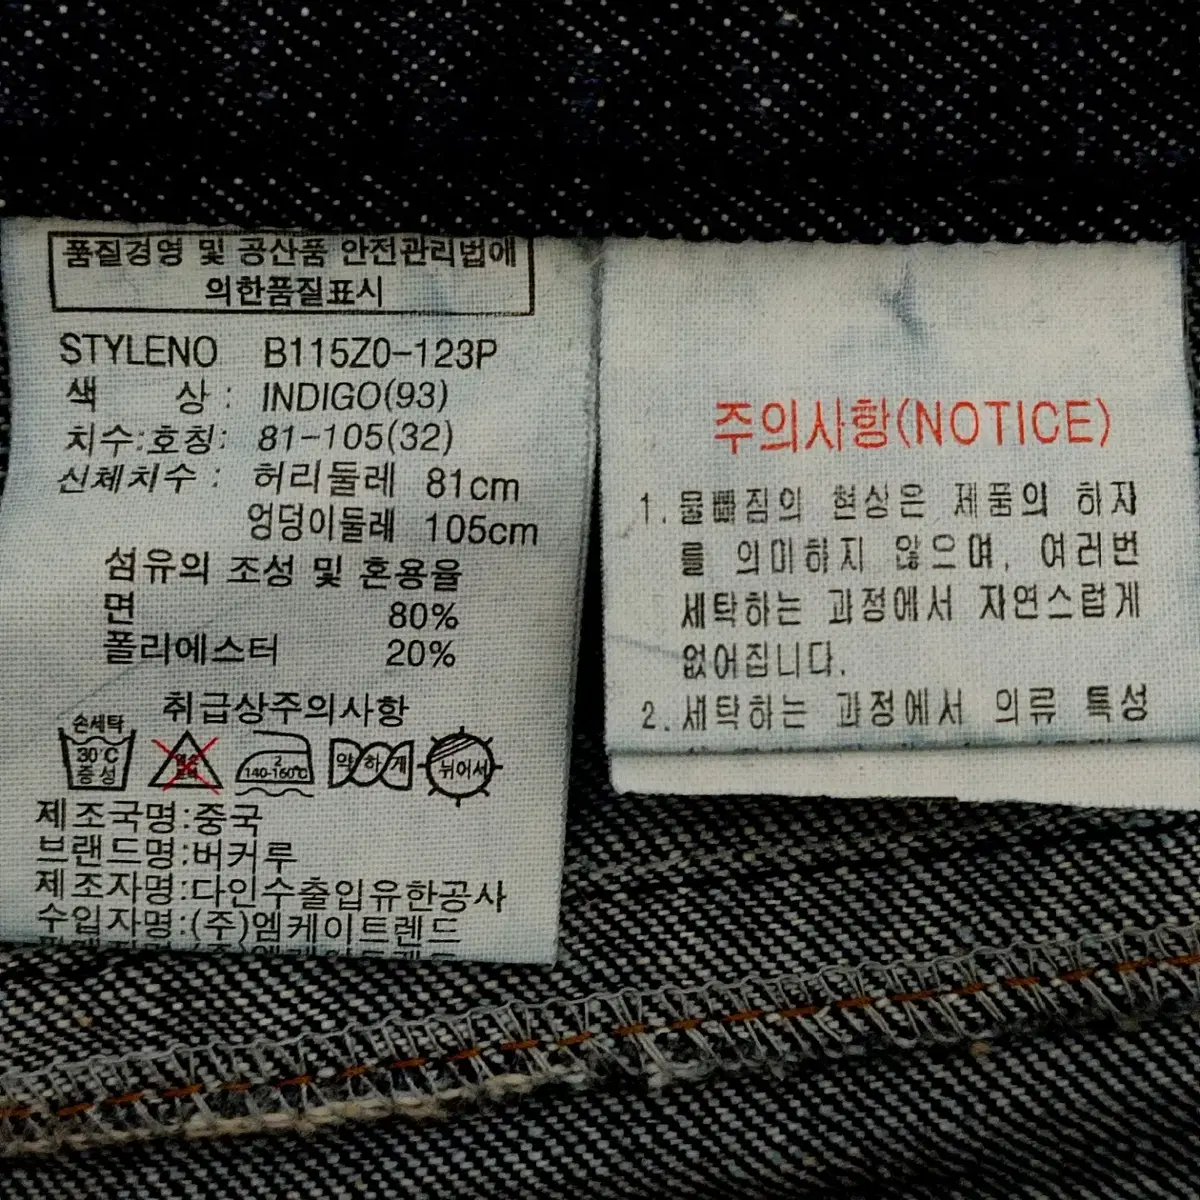 품질경영 및 공산품 안전관리법에
의한품질표시
STYLENO B115Z0-123P
색 상 : INDIGO(93)
치수:호칭: 81-105(32)
신체치수 : 허리둘레 81cm
엉덩이둘레 105cm
섬유의 조성 및 혼용율
면 80%
폴리에스터 20%
취급상주의사항
손세탁
30℃
중성
2
140-160℃
약하게
뉘어서
제조국명:중국
브랜드명:버커루
제조자명:다인수출입유한공사
수입자명:(주)엠케이트렌드
주의사항(NOTICE)
1. 물빠짐의 현상은 제품의 하자
를 의미하지 않으며, 여러번
세탁하는 과정에서 자연스럽게
없어집니다.
2. 세탁하는 과정에서 의류 특성